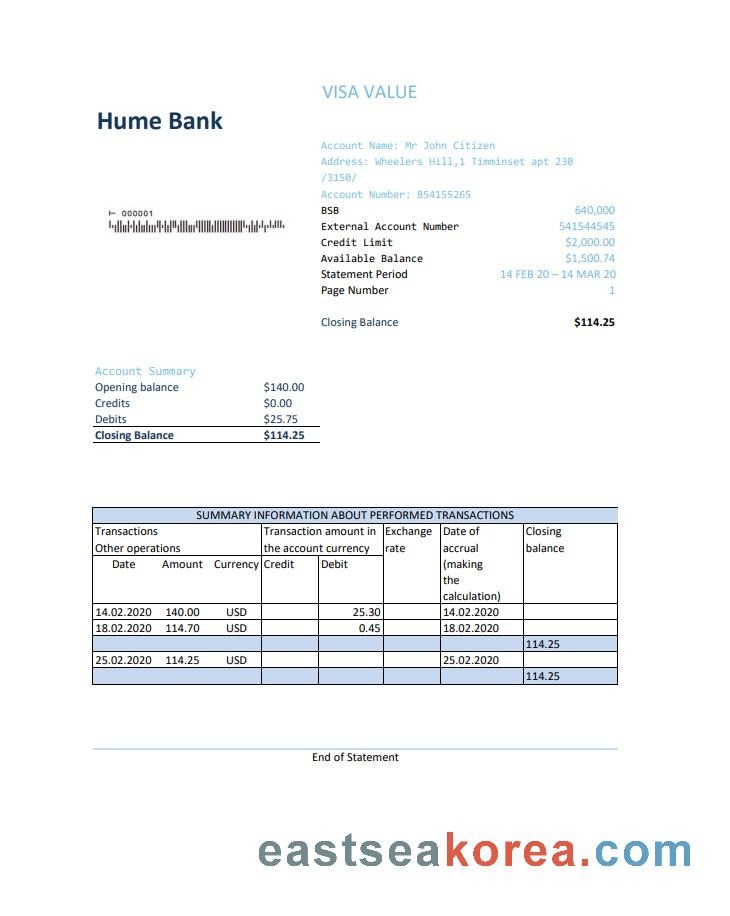 VISA VALUE
Hume Bank
Account Name: Mr John Citizen
Address: Wheelers Hill,1 Timminset apt 230
/3150/
Account Number: 854155265
⊢ 000001
BSB 640,000
External Account Number 541544545
Credit Limit $2,000.00
Available Balance $1,500.74
Statement Period 14 FEB 20 – 14 MAR 20
Page Number 1
Closing Balance $114.25
Account Summary
Opening balance $140.00
Credits $0.00
Debits $25.75
Closing Balance $114.25
SUMMARY INFORMATION ABOUT PERFORMED TRANSACTIONS
Transactions Transaction amount in Exchange Date of Closing
Other operations the account currency rate accrual balance
Date Amount Currency Credit Debit (making
the
calculation)
14.02.2020 140.00 USD 25.30 14.02.2020
18.02.2020 114.70 USD 0.45 18.02.2020
114.25
25.02.2020 114.25 USD 25.02.2020
114.25
End of Statement
eastseakorea.com